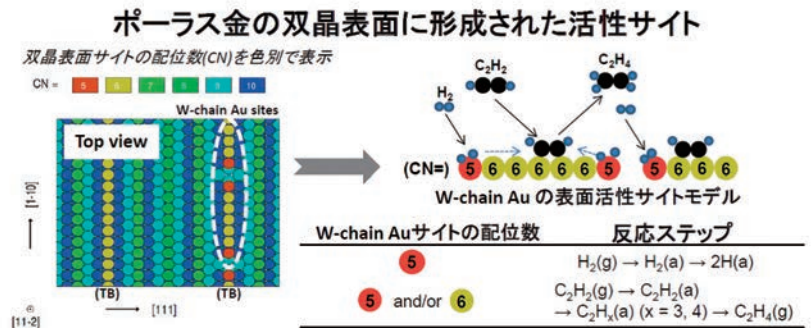 ポーラス金の双晶表面に形成された活性サイト
双晶表面サイトの配位数(CN)を色別で表示
CN = 5 6 7 8 9 10
W-chain Au sites
Top view
[1-10]
[11-2]
(TB) [111] (TB)
H₂
C₂H₂
C₂H₄
(CN=) 5 6 6 6 6 6 5 5 6 6 6
W-chain Au の表面活性サイトモデル
W-chain Auサイトの配位数 反応ステップ
5 H₂(g) → H₂(a) → 2H(a)
5 and/or 6 C₂H₂(g) → C₂H₂(a)
→ C₂Hₓ(a) (x = 3, 4) → C₂H₄(g)